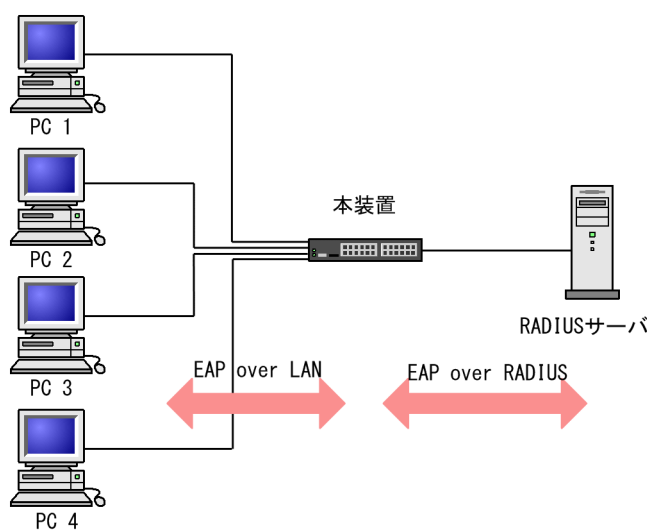 PC 1
PC 2
本装置
RADIUSサーバ
PC 3
EAP over LAN
EAP over RADIUS
PC 4